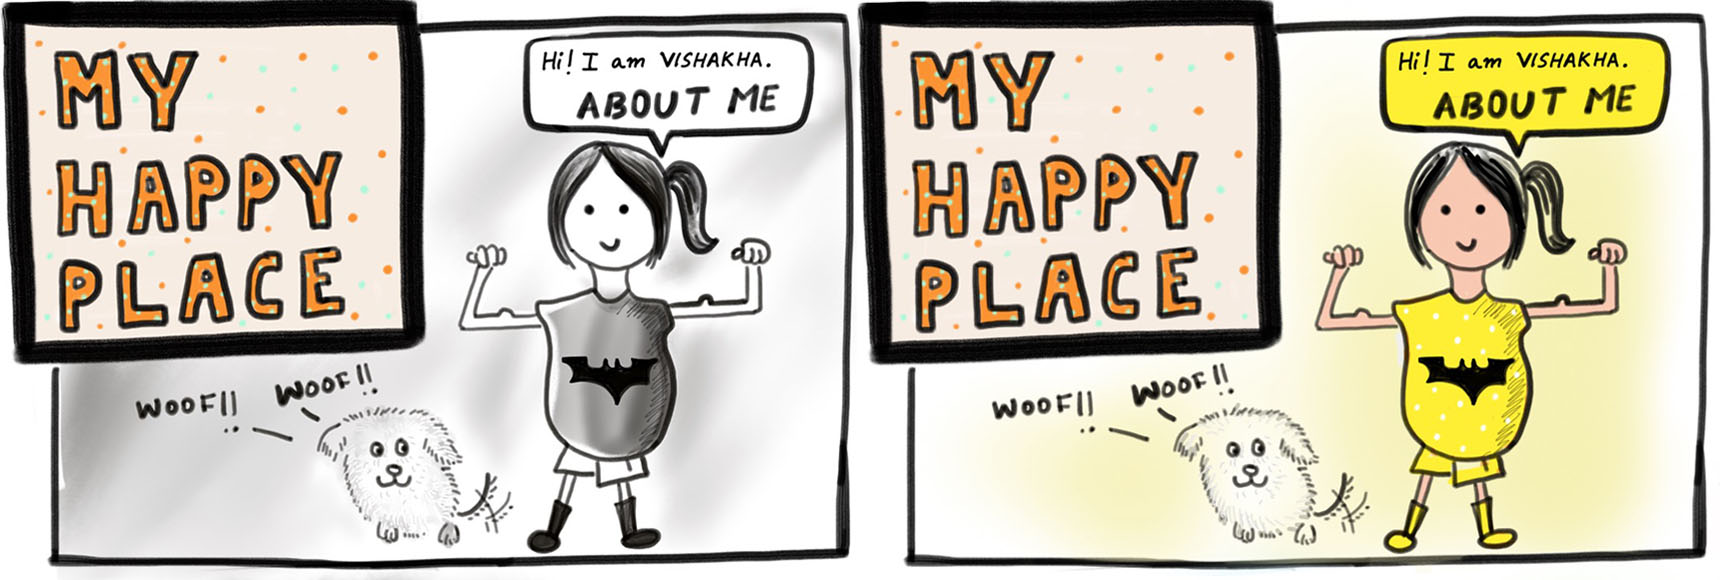 MY
HAPPY
PLACE
Hi! I am VISHAKHA.
ABOUT ME
WOOF!!
WOOF!!
MY
HAPPY
PLACE
Hi! I am VISHAKHA.
ABOUT ME
WOOF!!
WOOF!!